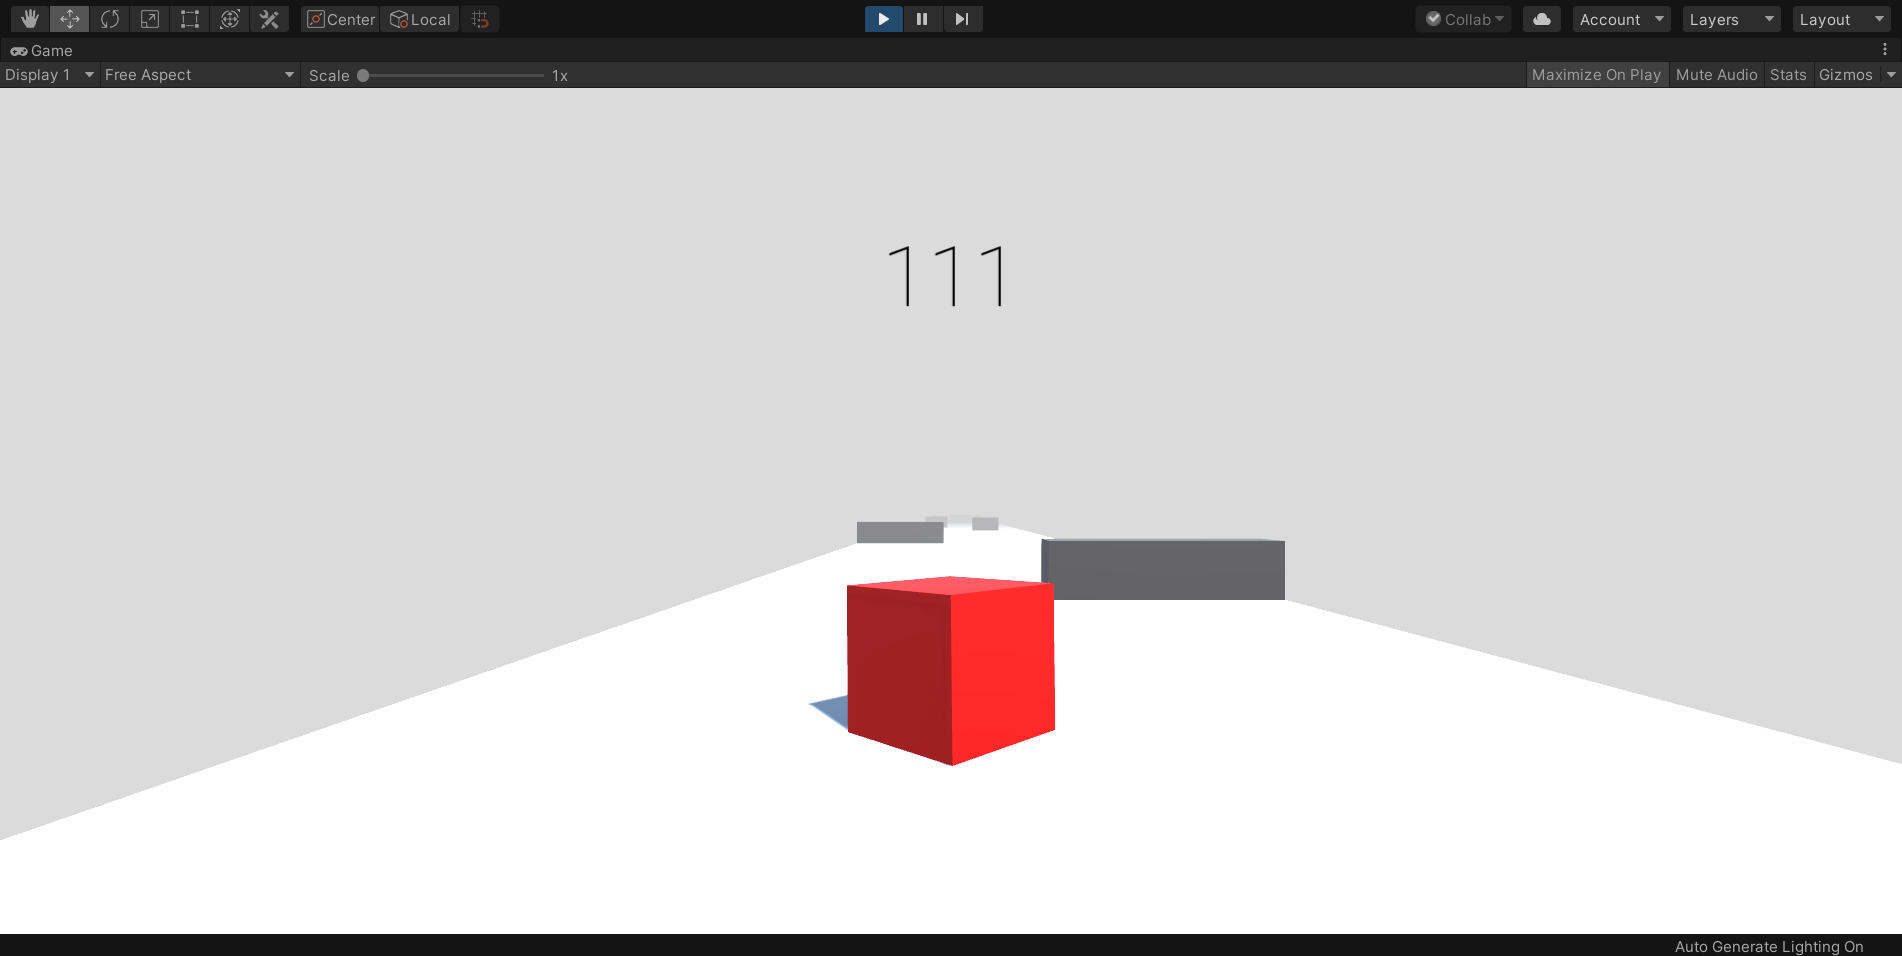 Center Local Collab Account Layers Layout
Game
Display 1 Free Aspect Scale 1x Maximize On Play Mute Audio Stats Gizmos
111
Auto Generate Lighting On